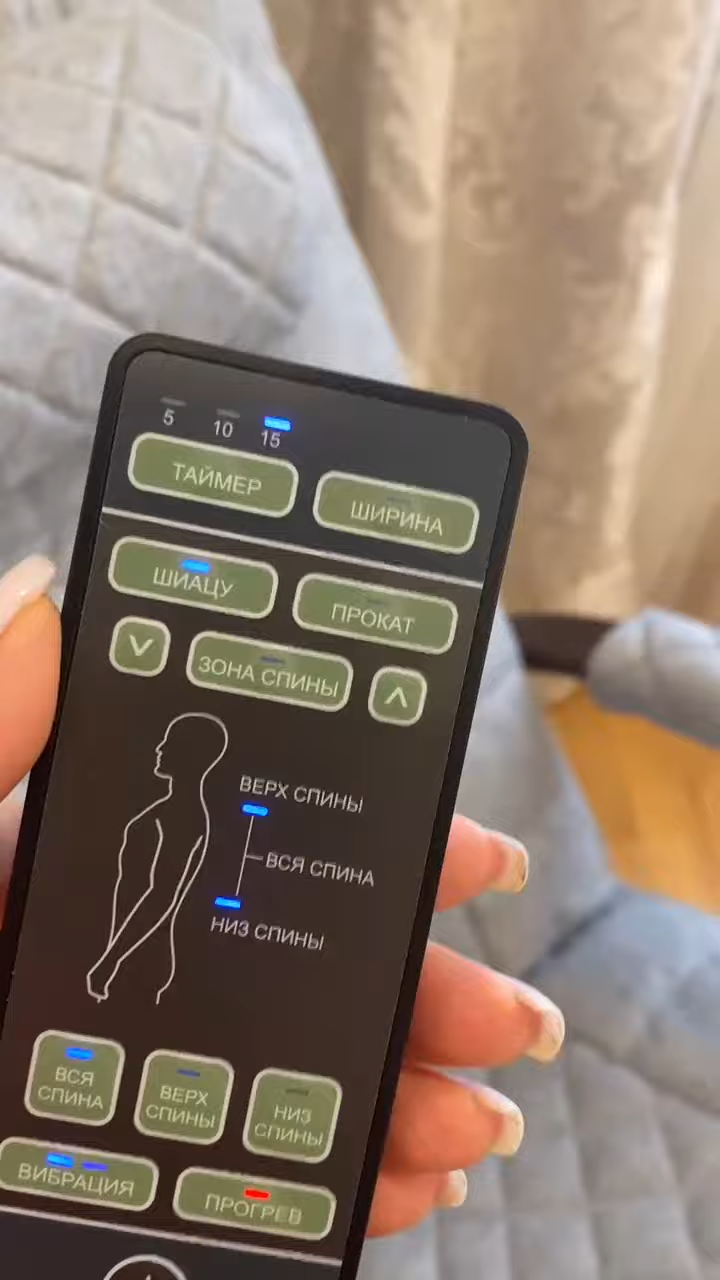 5 10 15
ТАЙМЕР ШИРИНА
ШИАЦУ ПРОКАТ
ЗОНА СПИНЫ
ВЕРХ СПИНЫ
ВСЯ СПИНА
НИЗ СПИНЫ
ВСЯ
СПИНА
ВЕРХ
СПИНЫ
НИЗ
СПИНЫ
ВИБРАЦИЯ ПРОГРЕВ